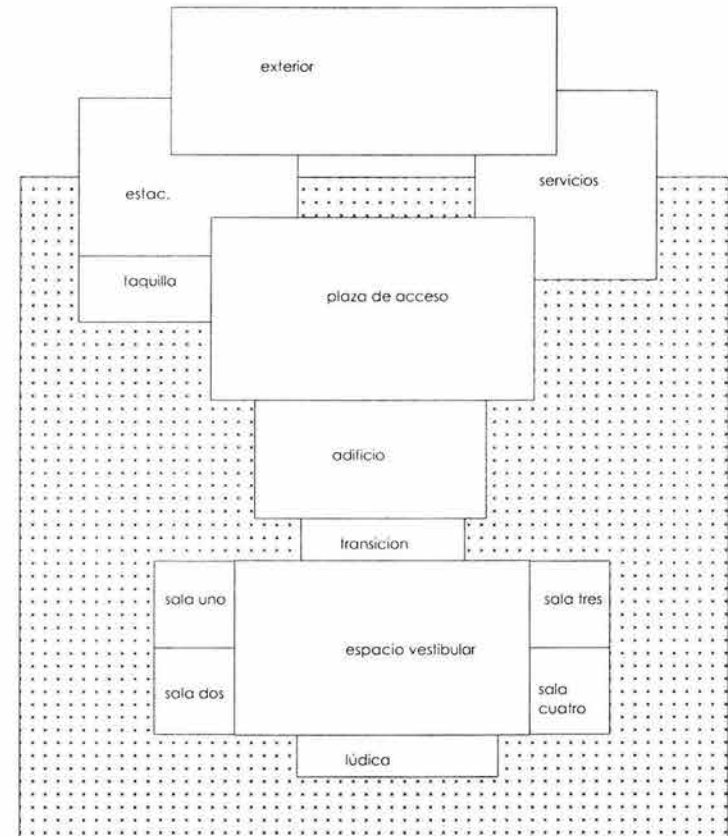 exterior
servicios
estac.
taquilla
plaza de acceso
adificio
transicion
sala uno
sala tres
espacio vestibular
sala dos
sala
cuatro
lúdica